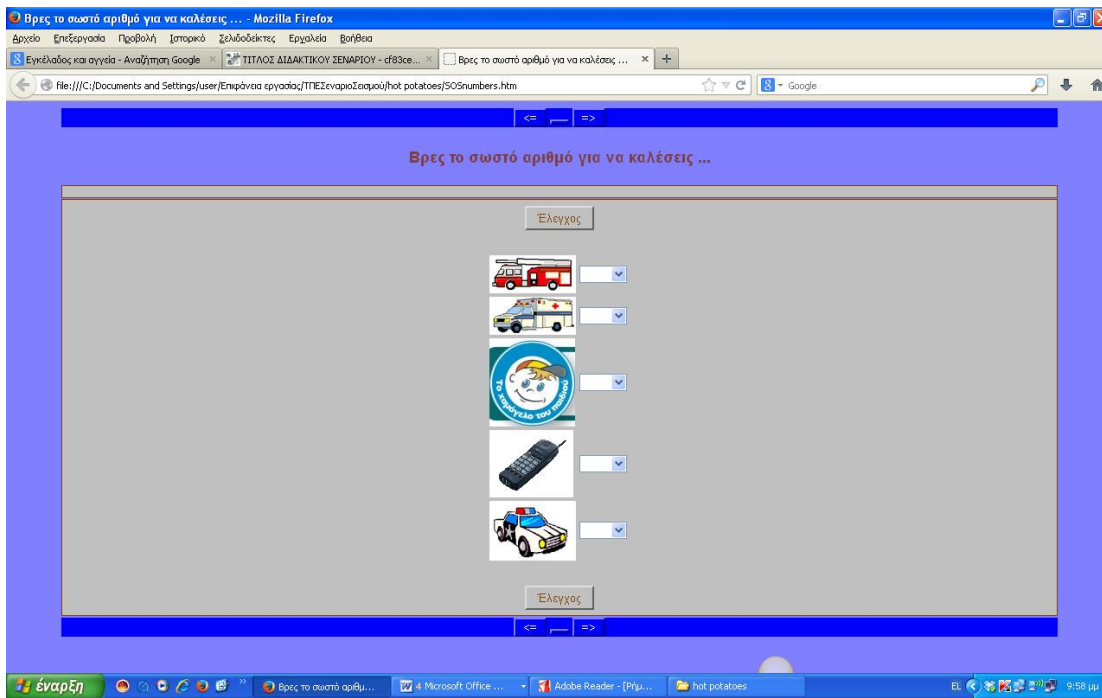 Βρες το σωστό αριθμό για να καλέσεις ... - Mozilla Firefox
Αρχείο Επεξεργασία Προβολή Ιστορικό Σελιδοδείκτες Εργαλεία Βοήθεια
Εγκέλαδος και αγγεία - Αναζήτηση Google × ΤΙΤΛΟΣ ΔΙΔΑΚΤΙΚΟΥ ΣΕΝΑΡΙΟΥ - cf83ce... × Βρες το σωστό αριθμό για να καλέσεις ... × +
file:///C:/Documents and Settings/user/Επιφάνεια εργασίας/ΤΠΕΣεναριοΣεισμού/hot potatoes/SOSnumbers.htm Google
<= =>
Βρες το σωστό αριθμό για να καλέσεις ...
Έλεγχος
Το χαμόγελο του παιδιού
Έλεγχος
<= =>
έναρξη Βρες το σωστό αριθμ... 4 Microsoft Office ... Adobe Reader - [Ρήμ... hot potatoes EL 9:58 μμ